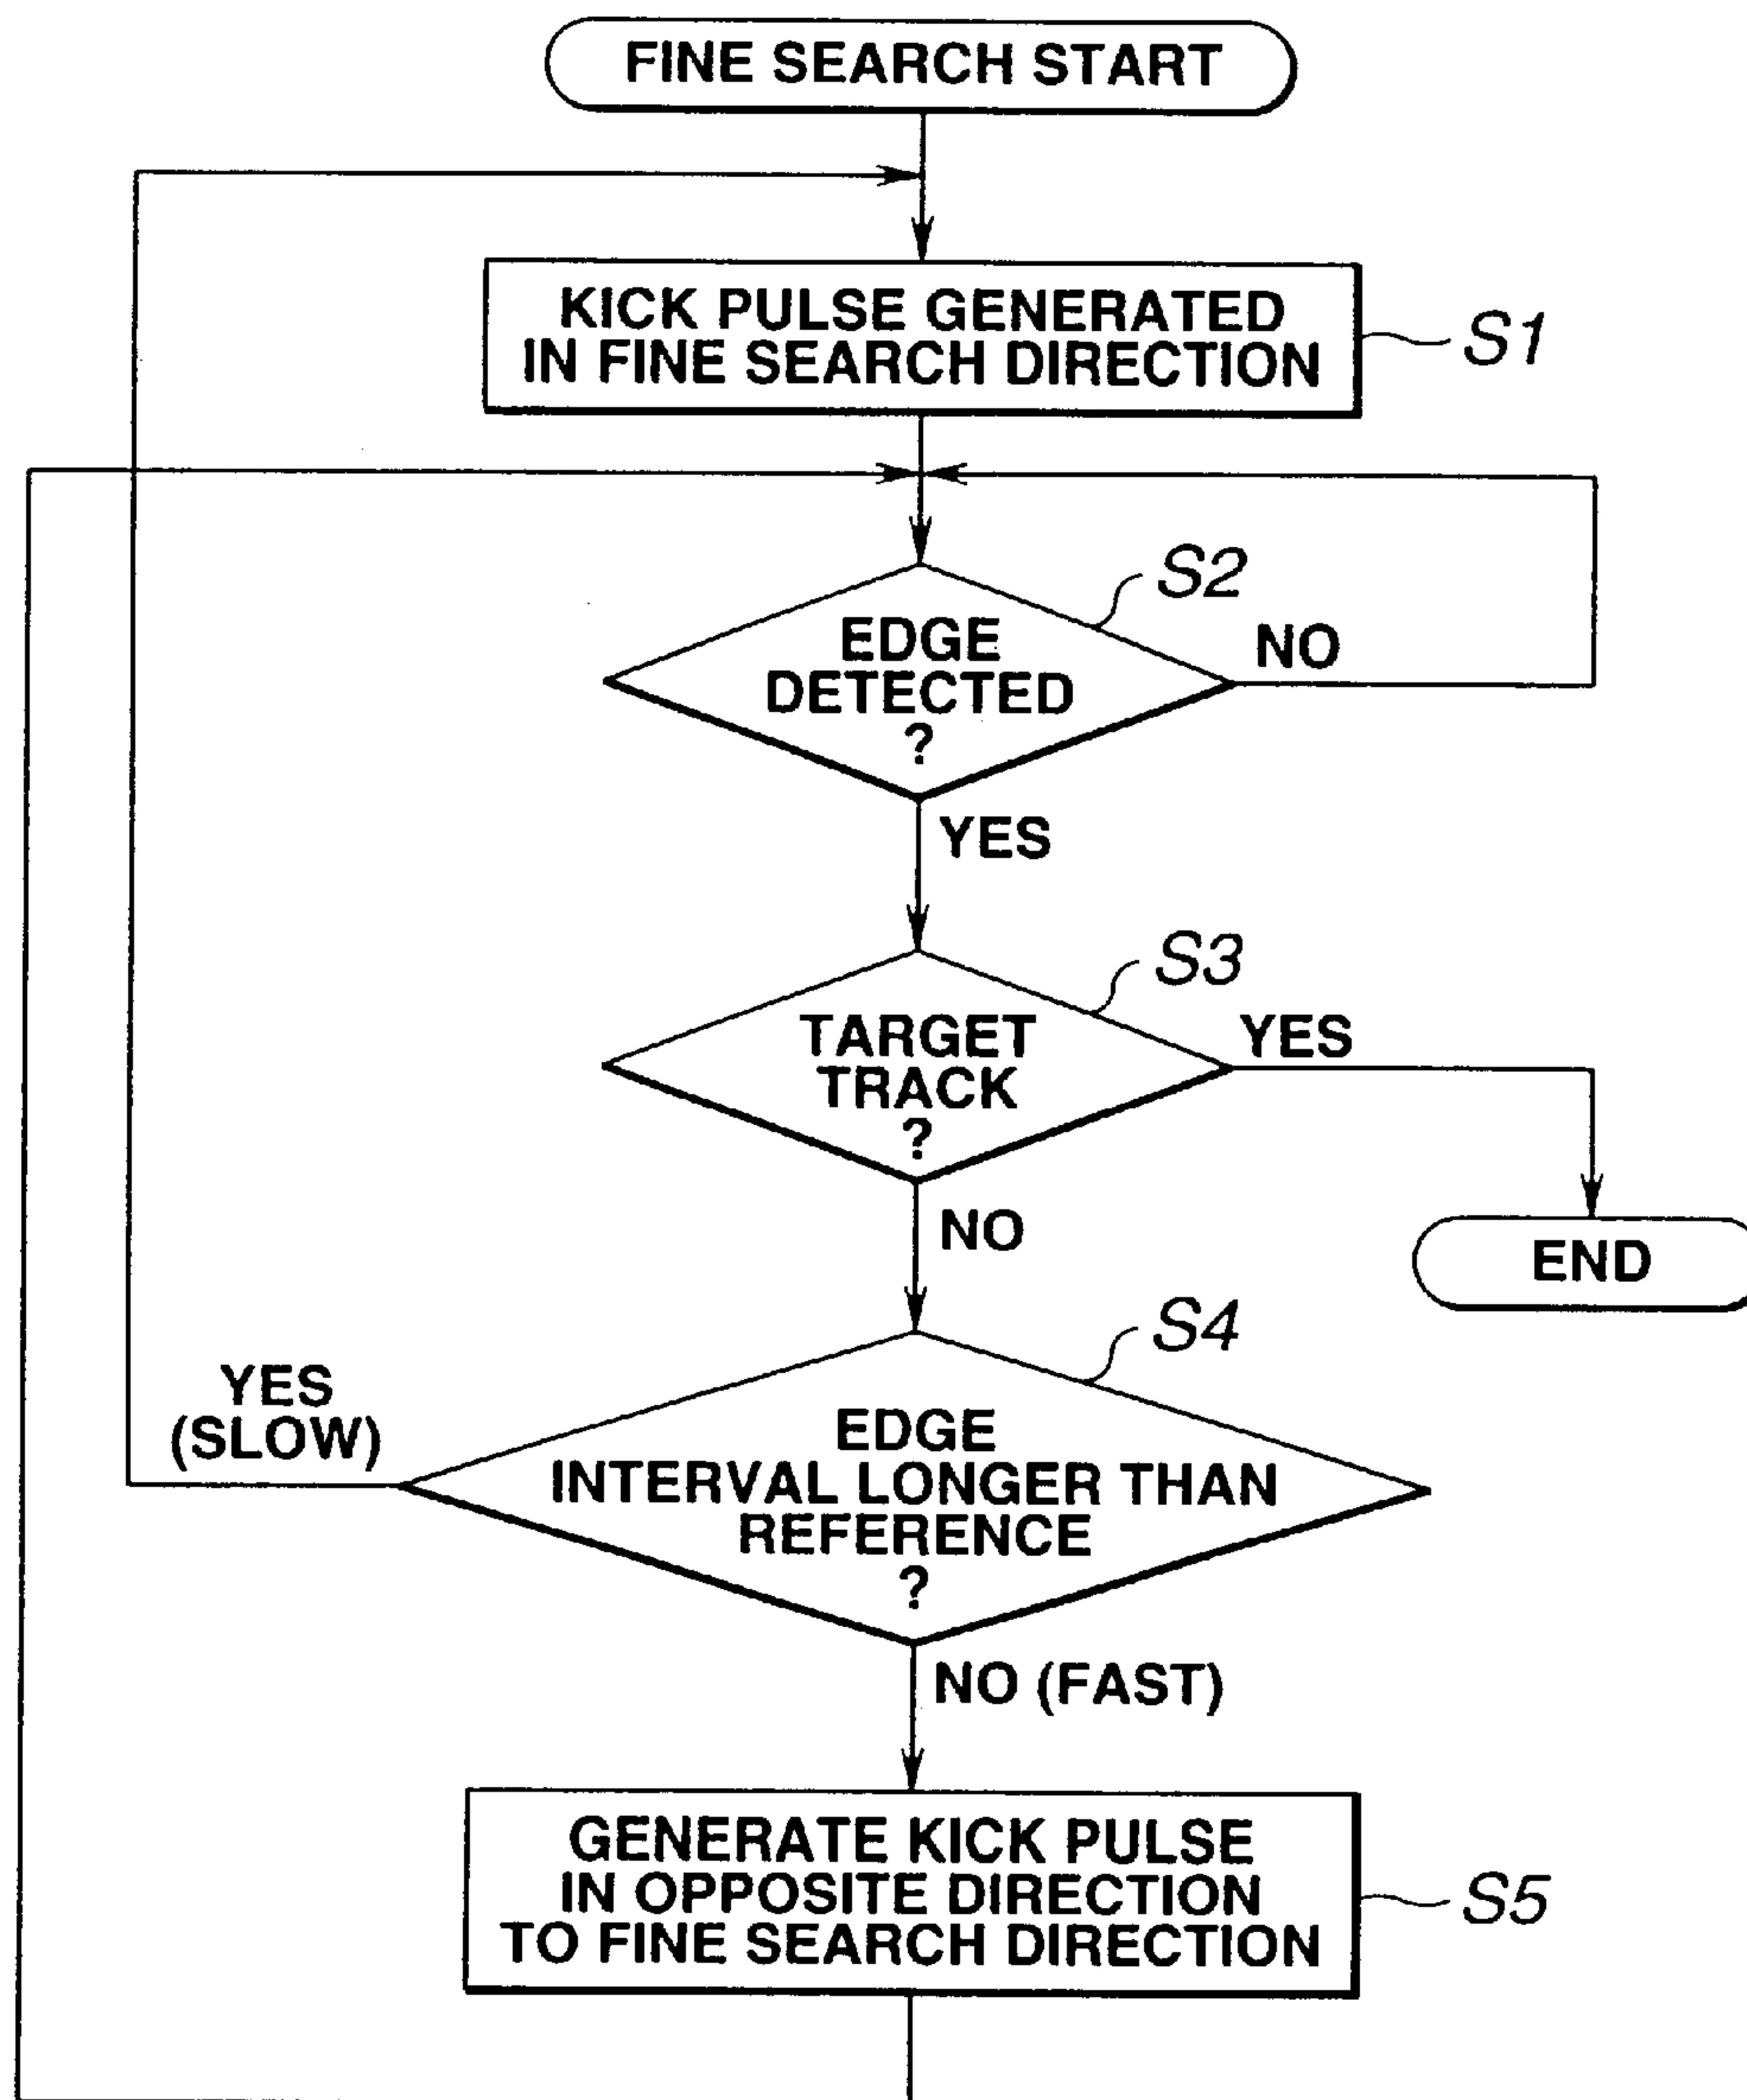 FINE SEARCH START
KICK PULSE GENERATED
IN FINE SEARCH DIRECTION
S1
S2
EDGE
DETECTED
?
NO
YES
S3
TARGET
TRACK
?
YES
NO
END
S4
YES
(SLOW)
EDGE
INTERVAL LONGER THAN
REFERENCE
?
NO (FAST)
GENERATE KICK PULSE
IN OPPOSITE DIRECTION
TO FINE SEARCH DIRECTION
S5